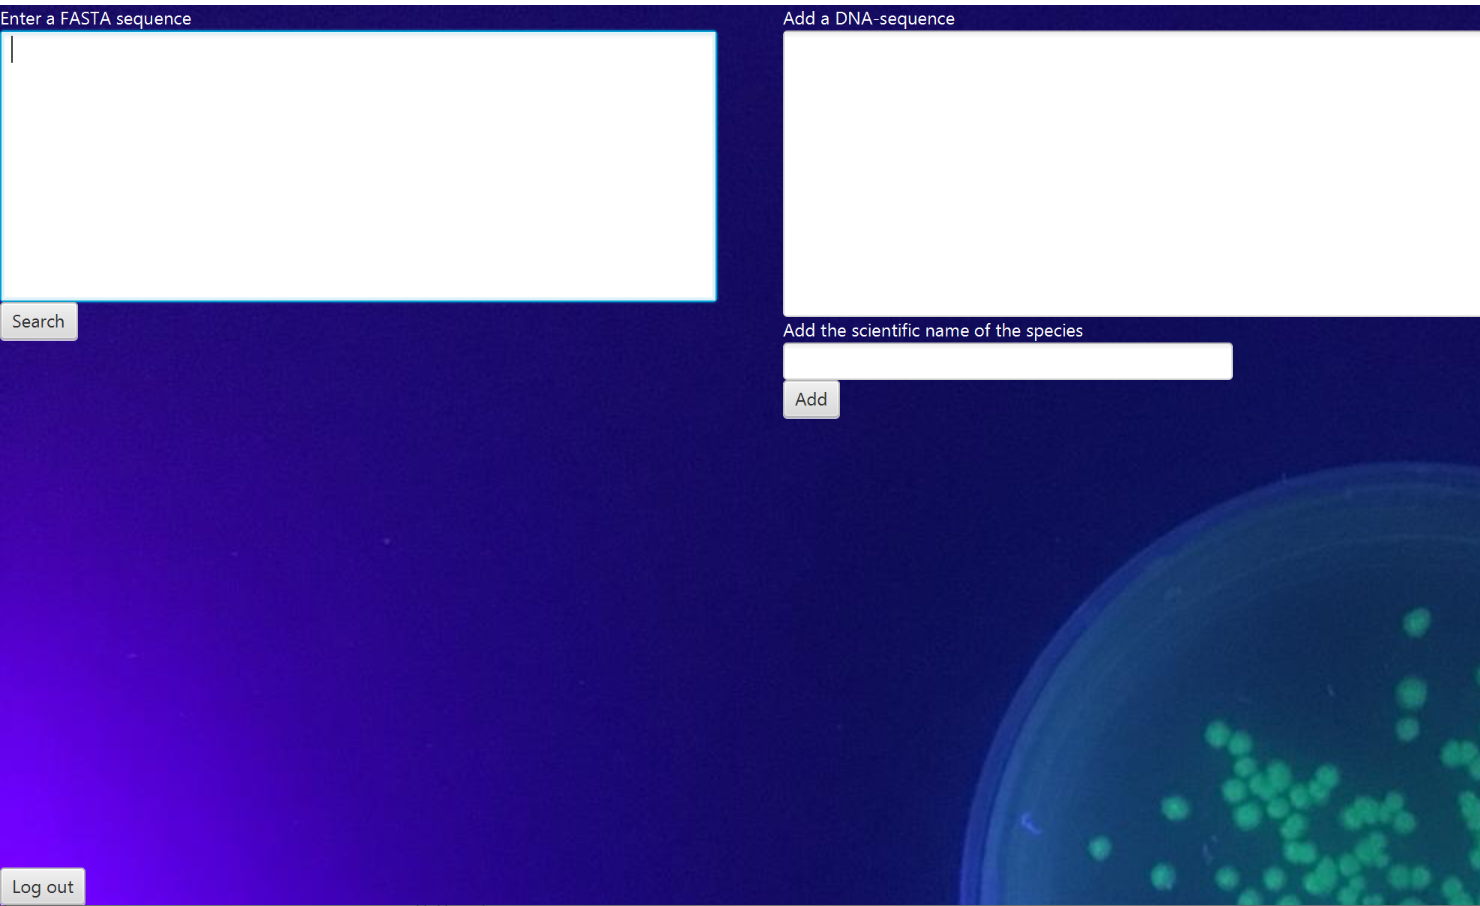 Enter a FASTA sequence
Search
Add a DNA-sequence
Add the scientific name of the species
Add
Log out